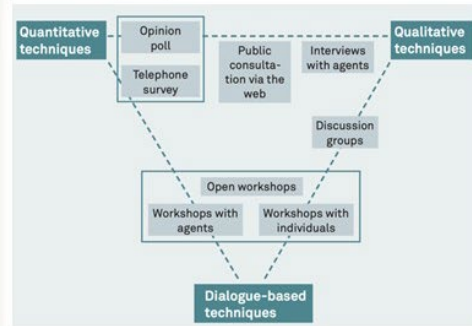 Quantitative
techniques
Opinion
poll
Telephone
survey
Public
consulta-
tion via the
web
Interviews
with agents
Qualitative
techniques
Discussion
groups
Open workshops
Workshops with
agents
Workshops with
individuals
Dialogue-based
techniques